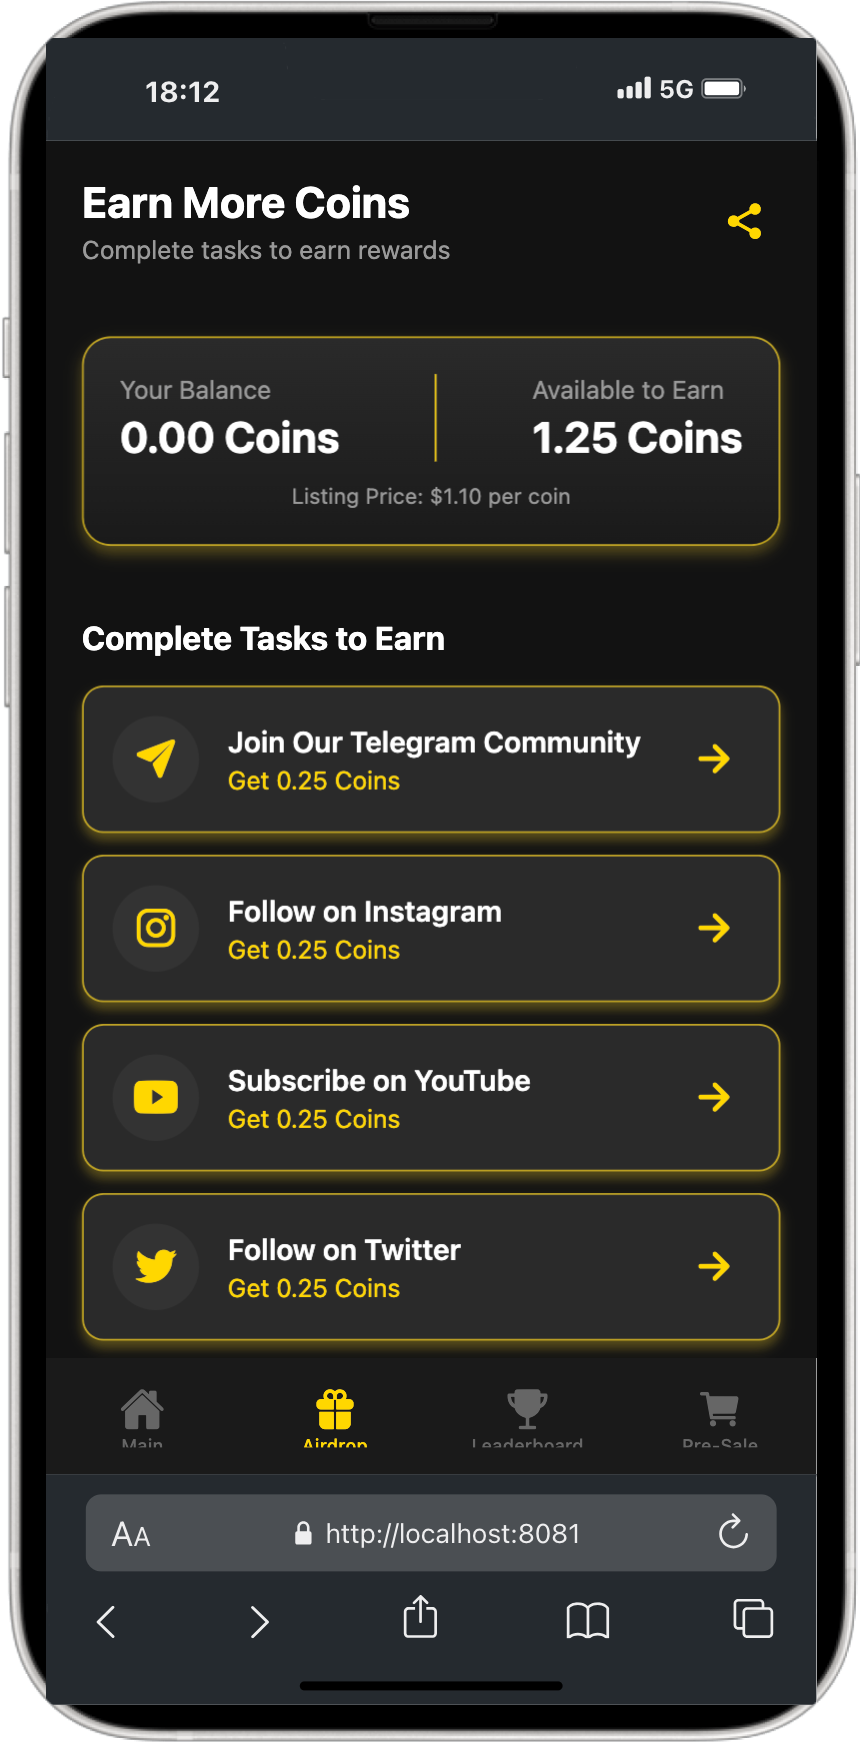 18:12
5G
Earn More Coins
Complete tasks to earn rewards
Your Balance
0.00 Coins
Available to Earn
1.25 Coins
Listing Price: $1.10 per coin
Complete Tasks to Earn
Join Our Telegram Community
Get 0.25 Coins
Follow on Instagram
Get 0.25 Coins
Subscribe on YouTube
Get 0.25 Coins
Follow on Twitter
Get 0.25 Coins
Main
Airdrop
Leaderboard
Pre-Sale
AA
http://localhost:8081